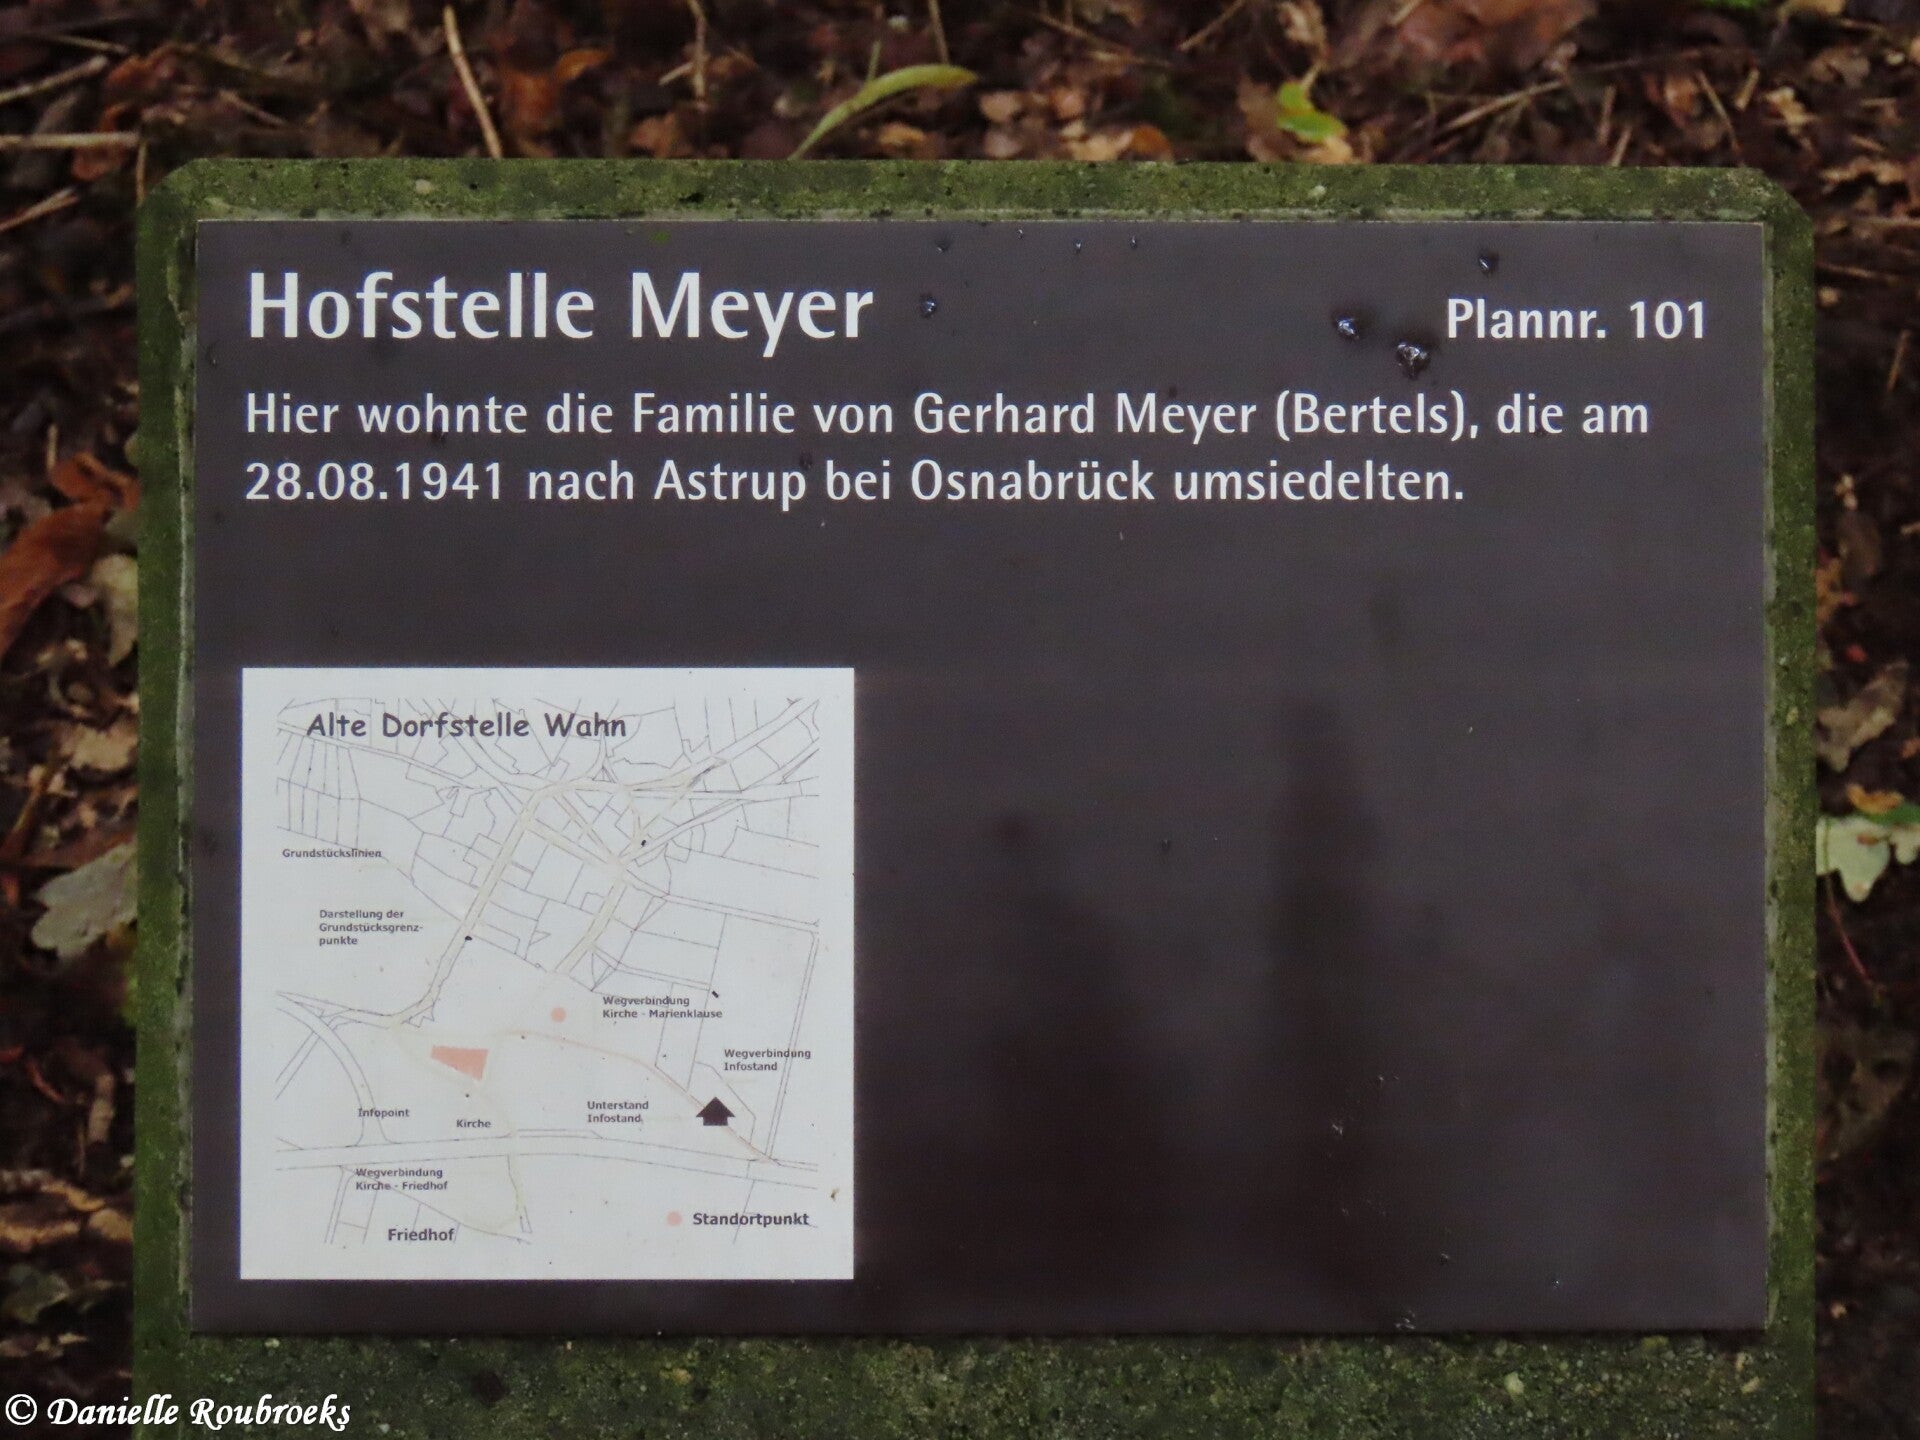 Hofstelle Meyer
Plannr. 101
Hier wohnte die Familie von Gerhard Meyer (Bertels), die am
28.08.1941 nach Astrup bei Osnabrück umsiedelten.
Alte Dorfstelle Wahn
Grundstückslinien
Darstellung der
Grundstücksgrenz-
punkte
Wegverbindung
Kirche - Marienklause
Wegverbindung
Infostand
Unterstand
Infostand
Infopoint
Kirche
Wegverbindung
Kirche - Friedhof
Standortpunkt
Friedhof
© Danielle Roubroeks